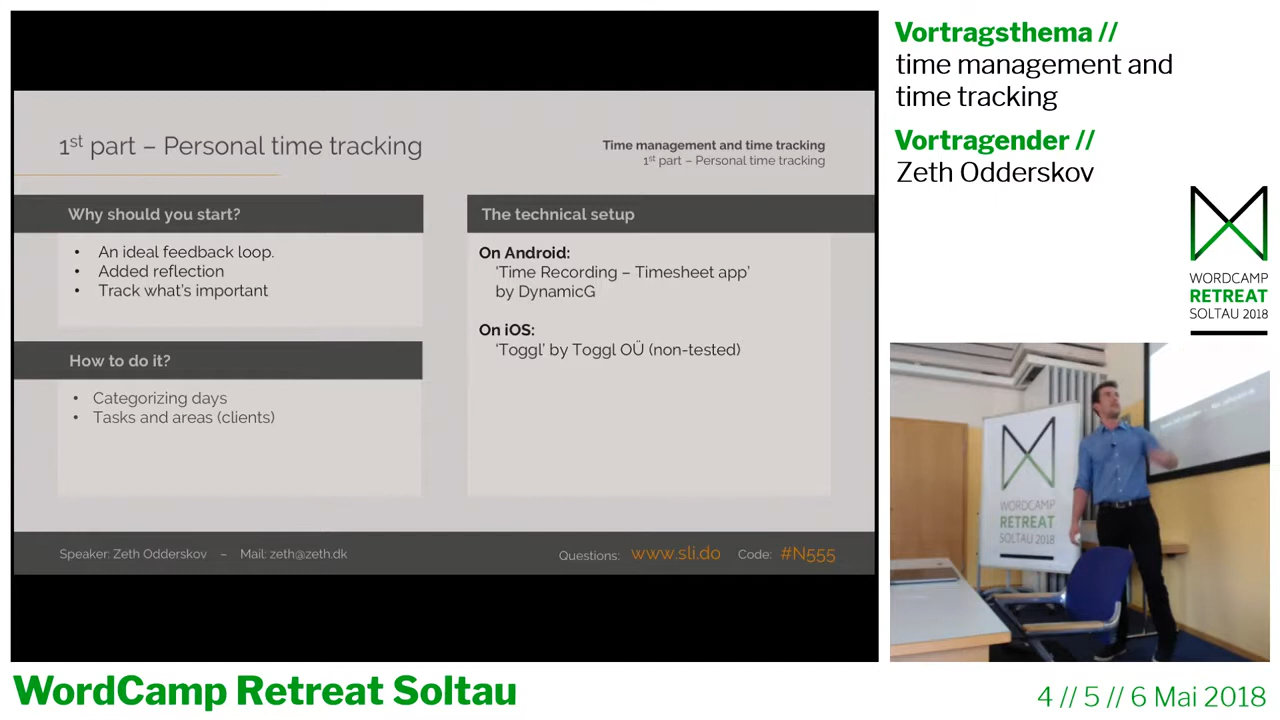 1st part – Personal time tracking
Time management and time tracking
1st part – Personal time tracking
Why should you start?
• An ideal feedback loop.
• Added reflection
• Track what's important
How to do it?
• Categorizing days
• Tasks and areas (clients)
The technical setup
On Android:
'Time Recording – Timesheet app'
by DynamicG
On iOS:
'Toggl' by Toggl OÜ (non-tested)
Speaker: Zeth Odderskov – Mail: zeth@zeth.dk
Questions: www.sli.do Code: #N555
Vortragsthema //
time management and
time tracking
Vortragender //
Zeth Odderskov
WORDCAMP
RETREAT
SOLTAU 2018
WORDCAMP
RETREAT
SOLTAU 2018
WordCamp Retreat Soltau
4 // 5 // 6 Mai 2018